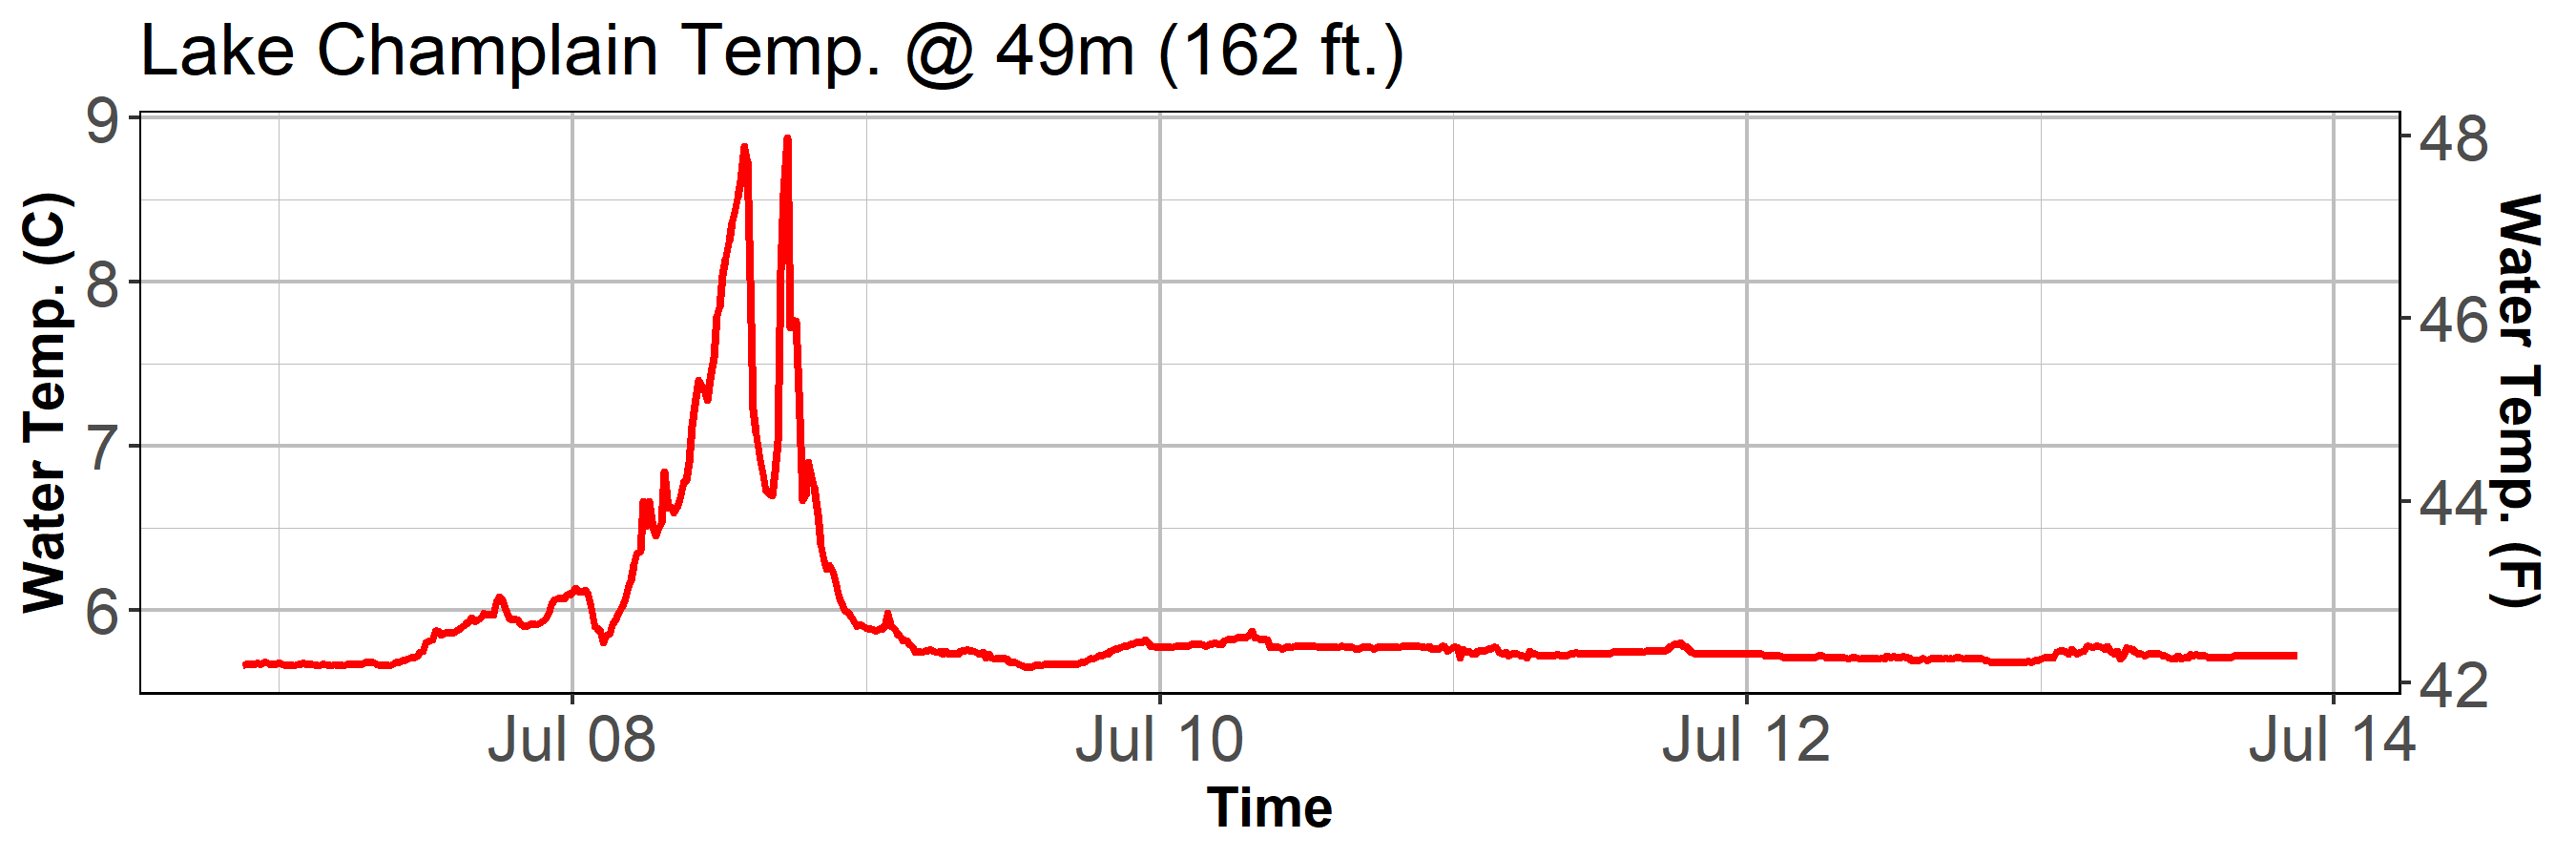 Lake Champlain Temp. @ 49m (162 ft.)
Water Temp. (C)
9
8
7
6
48
46
44
42
Water Temp. (F)
Jul 08 Jul 10 Jul 12 Jul 14
Time